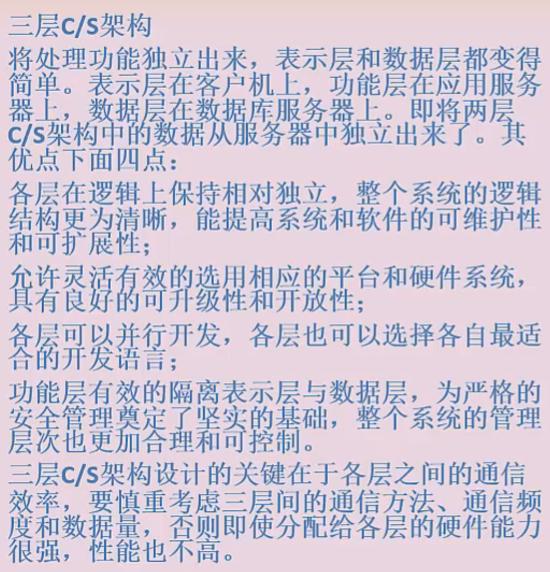 三层C/S架构
将处理功能独立出来，表示层和数据层都变得
简单。表示层在客户机上，功能层在应用服务
器上，数据层在数据库服务器上。即将两层
C/S架构中的数据从服务器中独立出来了。其
优点下面四点：
各层在逻辑上保持相对独立，整个系统的逻辑
结构更为清晰，能提高系统和软件的可维护性
和可扩展性；
允许灵活有效的选用相应的平台和硬件系统，
具有良好的可升级性和开放性；
各层可以并行开发，各层也可以选择各自最适
合的开发语言；
功能层有效的隔离表示层与数据层，为严格的
安全管理奠定了坚实的基础，整个系统的管理
层次也更加合理和可控制。
三层C/S架构设计的关键在于各层之间的通信
效率，要慎重考虑三层间的通信方法、通信频
度和数据量，否则即使分配给各层的硬件能力
很强，性能也不高。